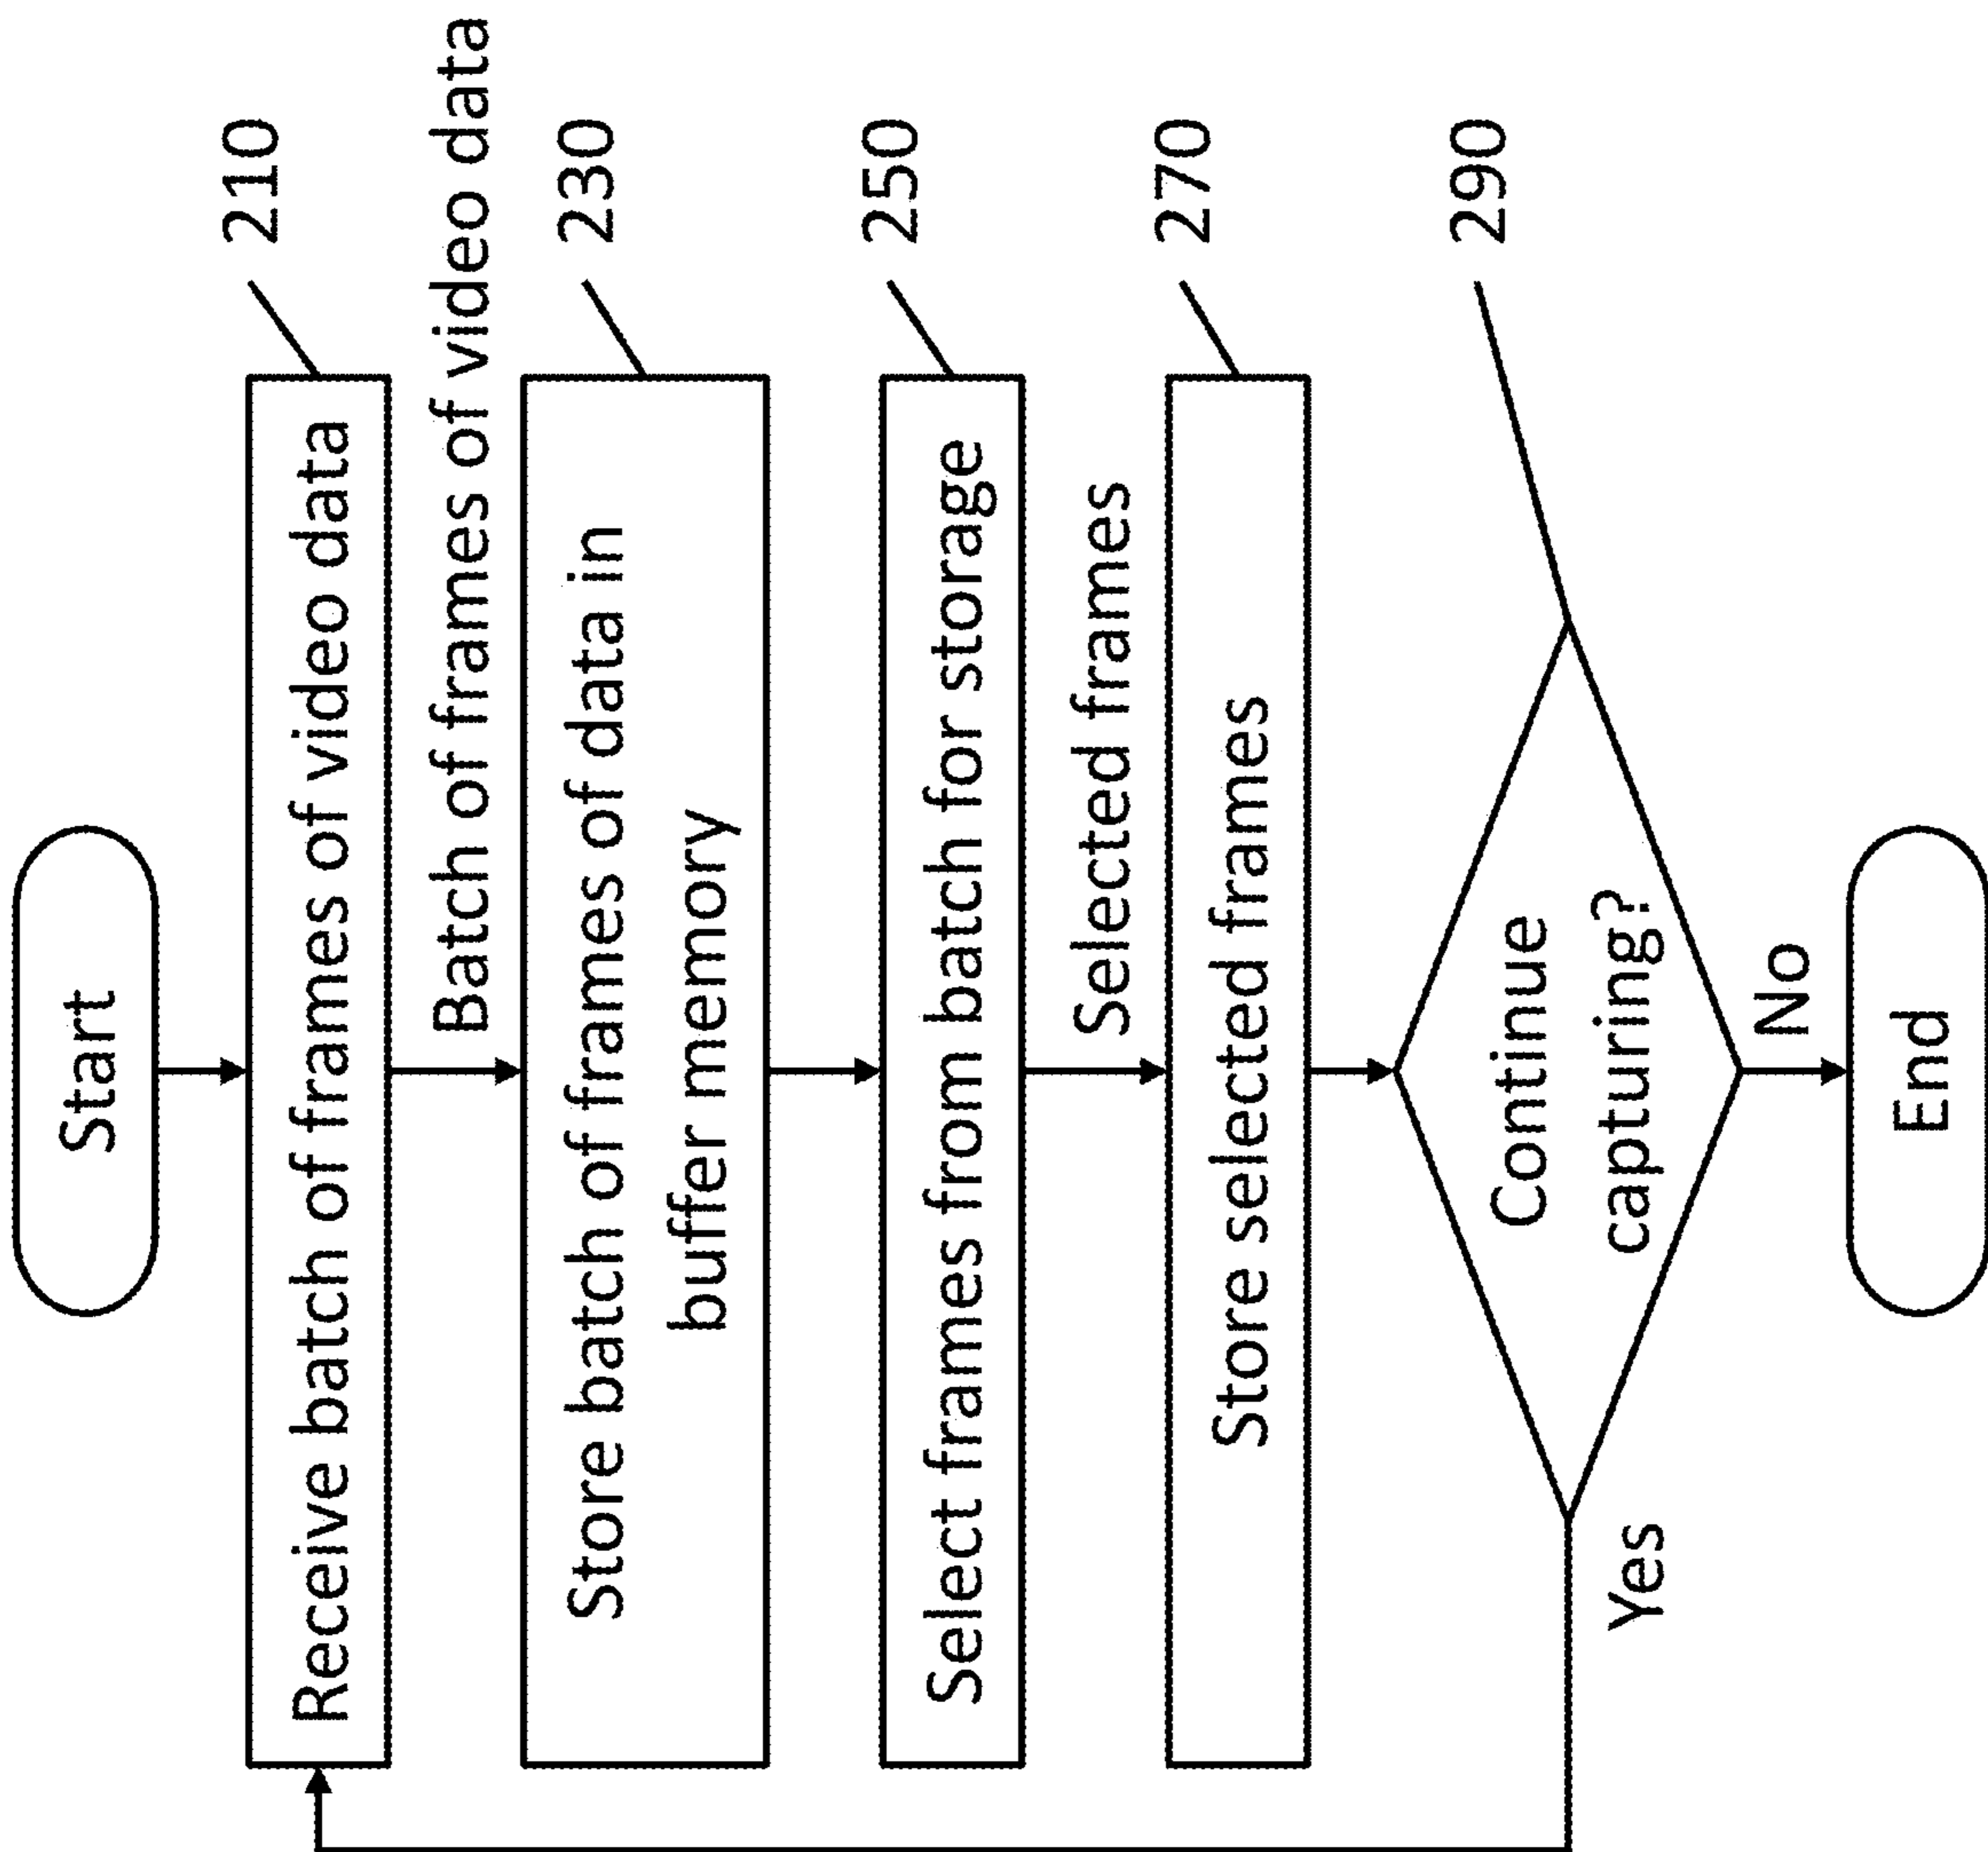 Start
Receive batch of frames of video data
210
Batch of frames of video data
Store batch of frames of data in
buffer memory
230
Select frames from batch for storage
250
Selected frames
Store selected frames
270
Continue
capturing?
290
Yes
No
End